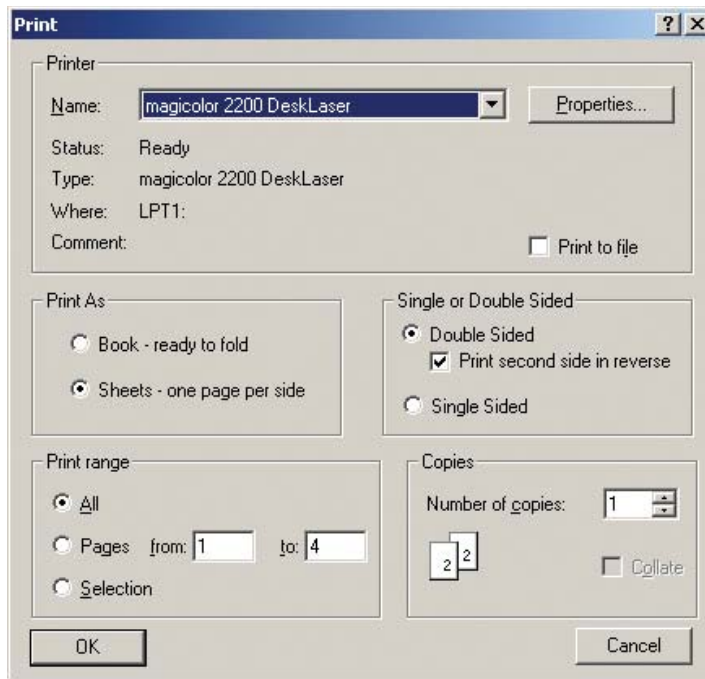 Print
Printer
Name: magicolor 2200 DeskLaser Properties...
Status: Ready
Type: magicolor 2200 DeskLaser
Where: LPT1:
Comment: Print to file
Print As
Book - ready to fold
Sheets - one page per side
Single or Double Sided
Double Sided
Print second side in reverse
Single Sided
Print range
All
Pages from: 1 to: 4
Selection
Copies
Number of copies: 1
2 2
Collate
OK Cancel